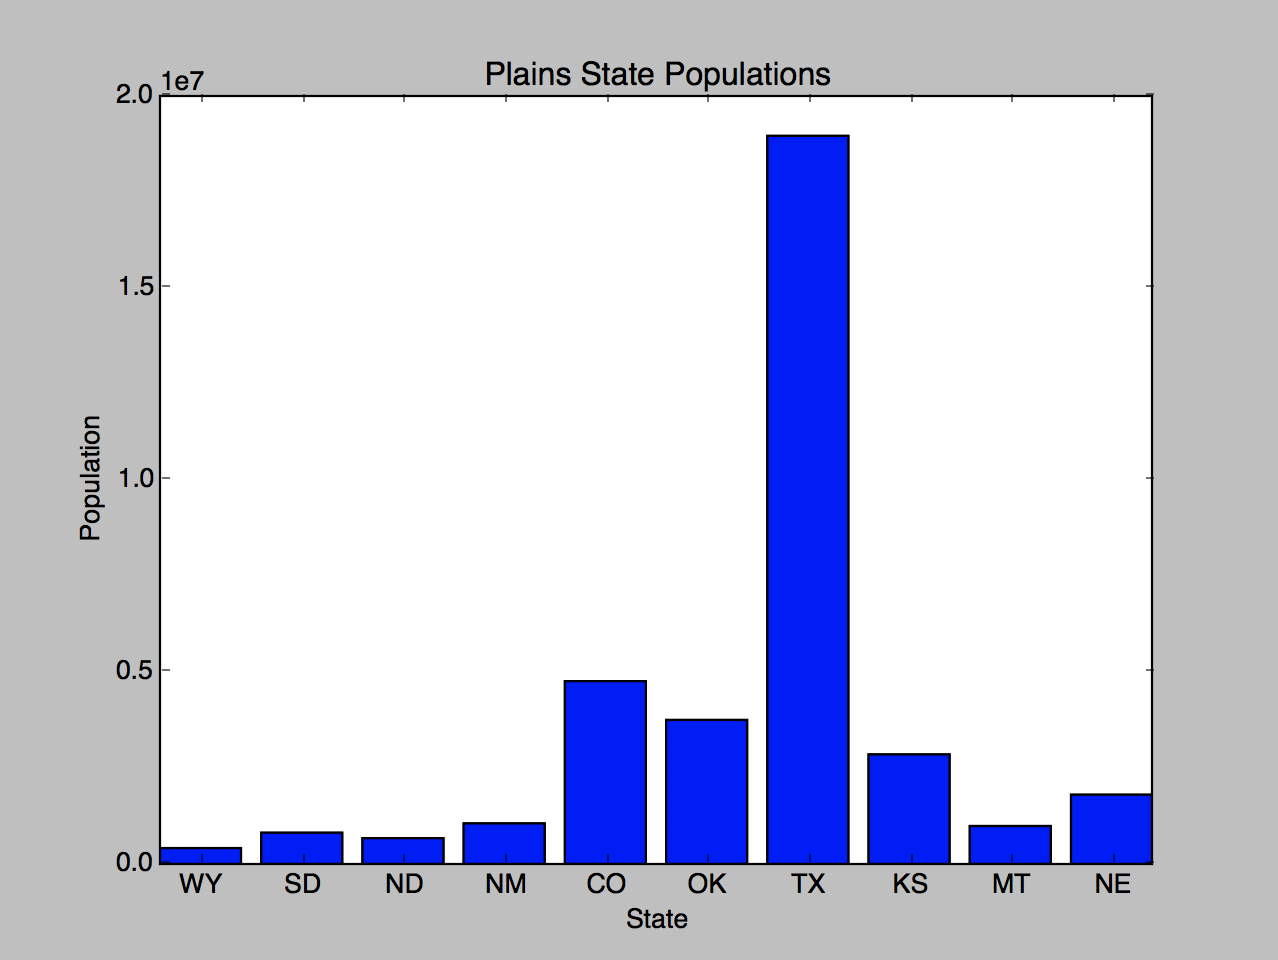 Plains State Populations
1e7
2.0
1.5
1.0
0.5
0.0
Population
WY SD ND NM CO OK TX KS MT NE
State